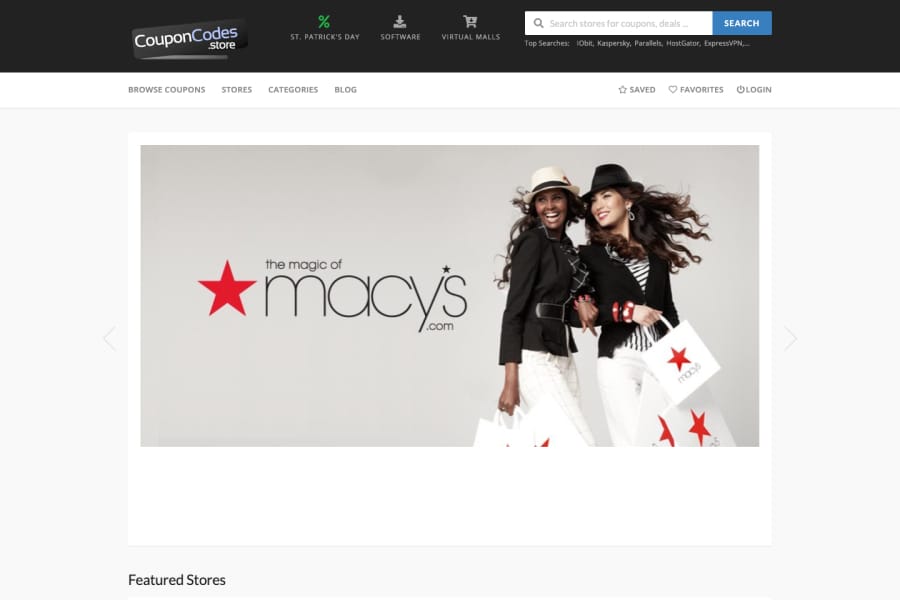 CouponCodes
.store
ST. PATRICK'S DAY
SOFTWARE
VIRTUAL MALLS
Search stores for coupons, deals ...
SEARCH
Top Searches: IObit, Kaspersky, Parallels, HostGator, ExpressVPN,...
BROWSE COUPONS
STORES
CATEGORIES
BLOG
SAVED
FAVORITES
LOGIN
the magic of
macy's
.com
macy's
Featured Stores